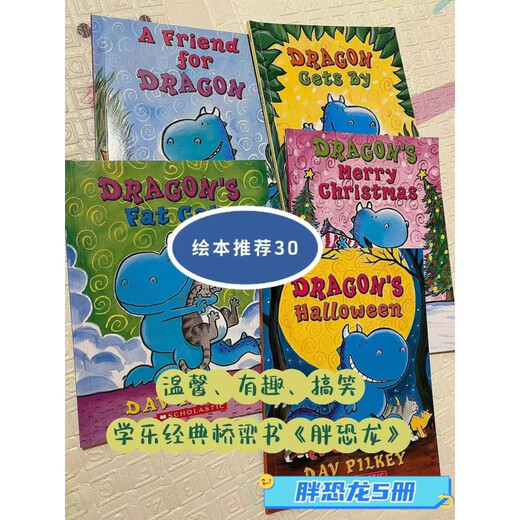 A Friend
for
DRAGON
DRAGON
Gets By
DRAGON'S
Merry
Christmas
DRAGON'S
Fat
绘本推荐30
DRAGON'S
Halloween
温馨、有趣、搞笑
SCHOLASTIC
学乐经典桥梁书《胖恐龙》
DAV PILKEY
胖恐龙5册